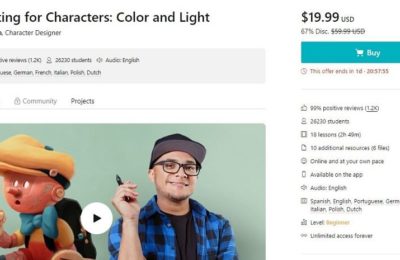 ting for Characters: Color and Light
, Character Designer
itive reviews (1.2K) 26230 students Audio: English
guese, German, French, Italian, Polish, Dutch
Community Projects
$19.99 USD
67% Disc. $59.99 USD
Buy
This offer ends in 1d - 20:57:55
99% positive reviews (1.2K)
26230 students
18 lessons (2h 49m)
10 additional resources (6 files)
Online and at your own pace
Available on the app
Audio: English
Spanish, English, Portuguese, German,
Italian, Polish, Dutch
Level: Beginner
Unlimited access forever